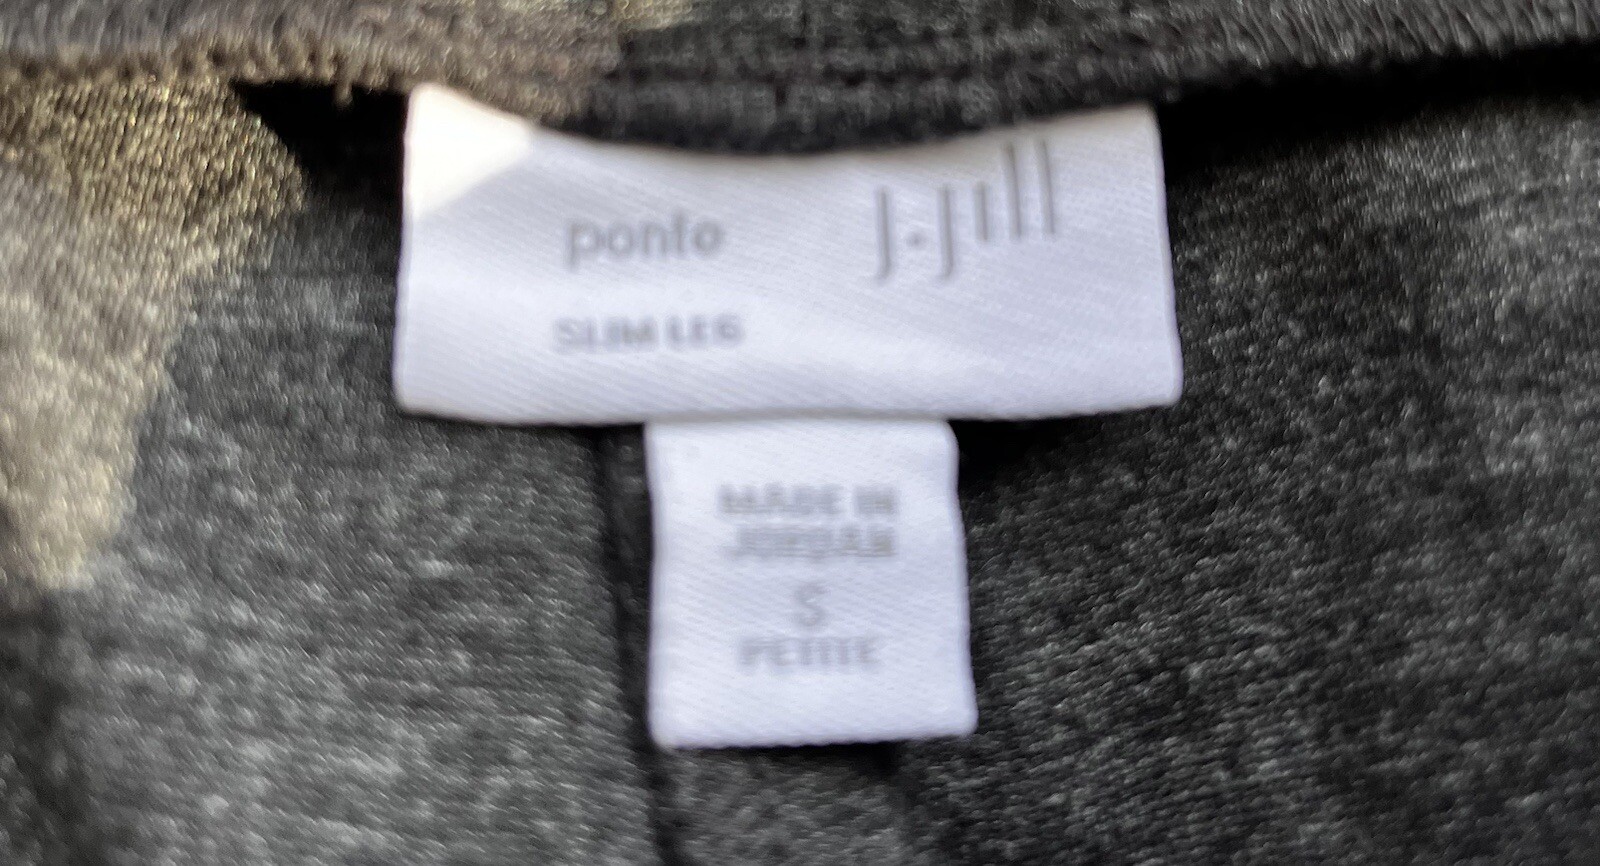 ponte
j.jill
SLIM LEG
MADE IN
JORDAN
S
PETITE